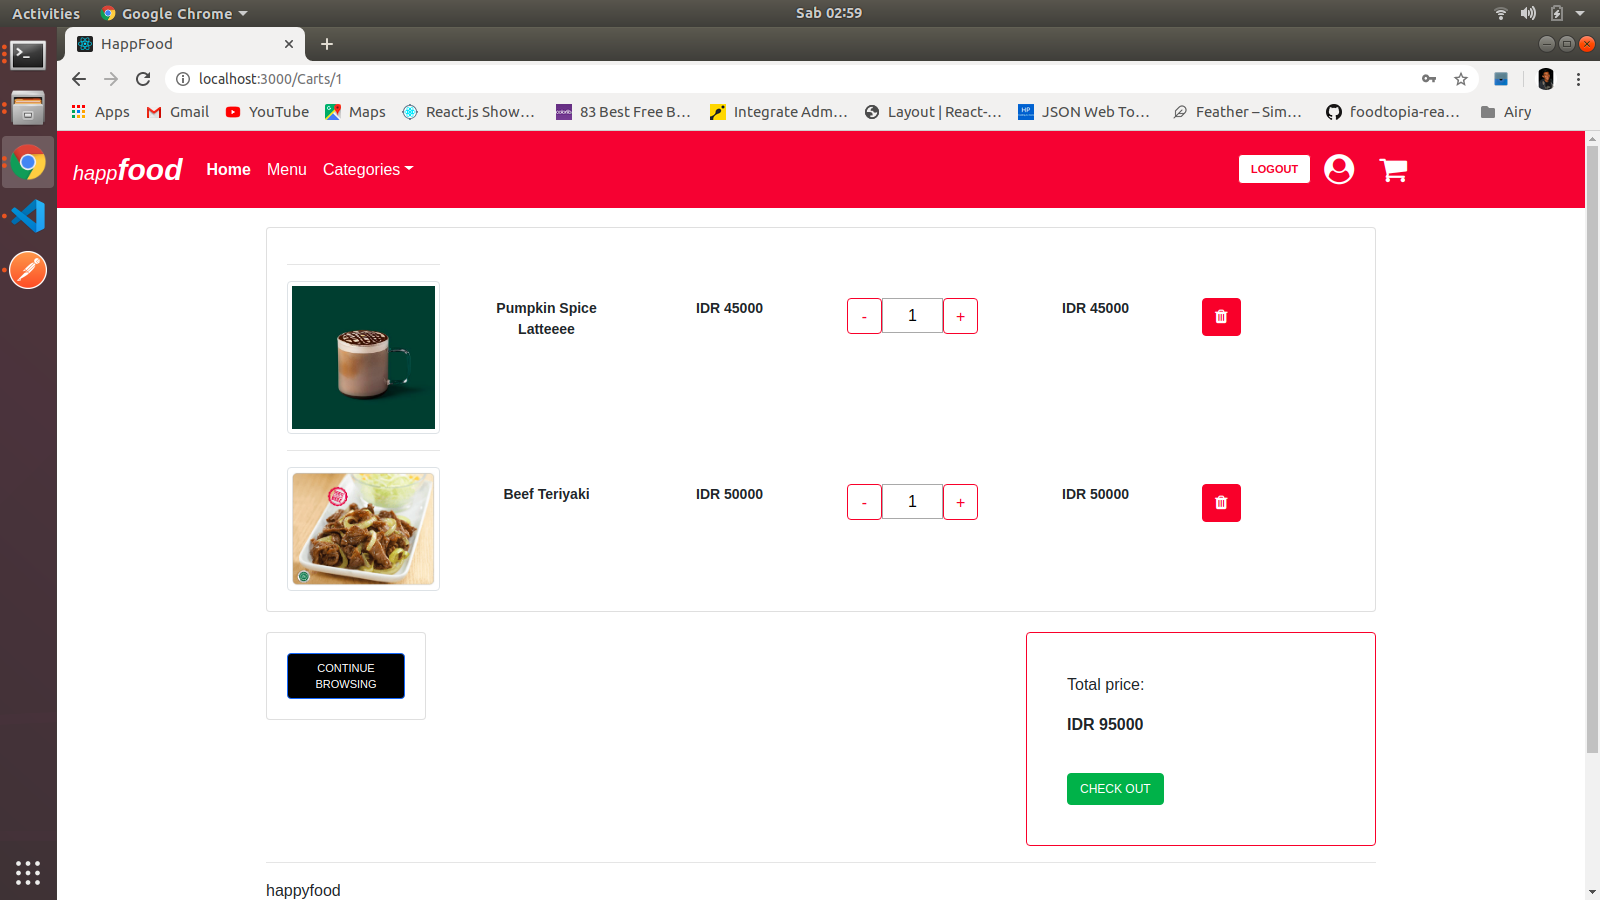 Activities
Google Chrome
Sab 02:59
HappFood
localhost:3000/Carts/1
Apps
Gmail
YouTube
Maps
React.js Show...
83 Best Free B...
Integrate Adm...
Layout | React-...
JSON Web To...
Feather – Sim...
foodtopia-rea...
Airy
happfood
Home
Menu
Categories
LOGOUT
Pumpkin Spice
Latteeee
IDR 45000
-
1
+
IDR 45000
Beef Teriyaki
IDR 50000
-
1
+
IDR 50000
CONTINUE
BROWSING
Total price:
IDR 95000
CHECK OUT
happyfood